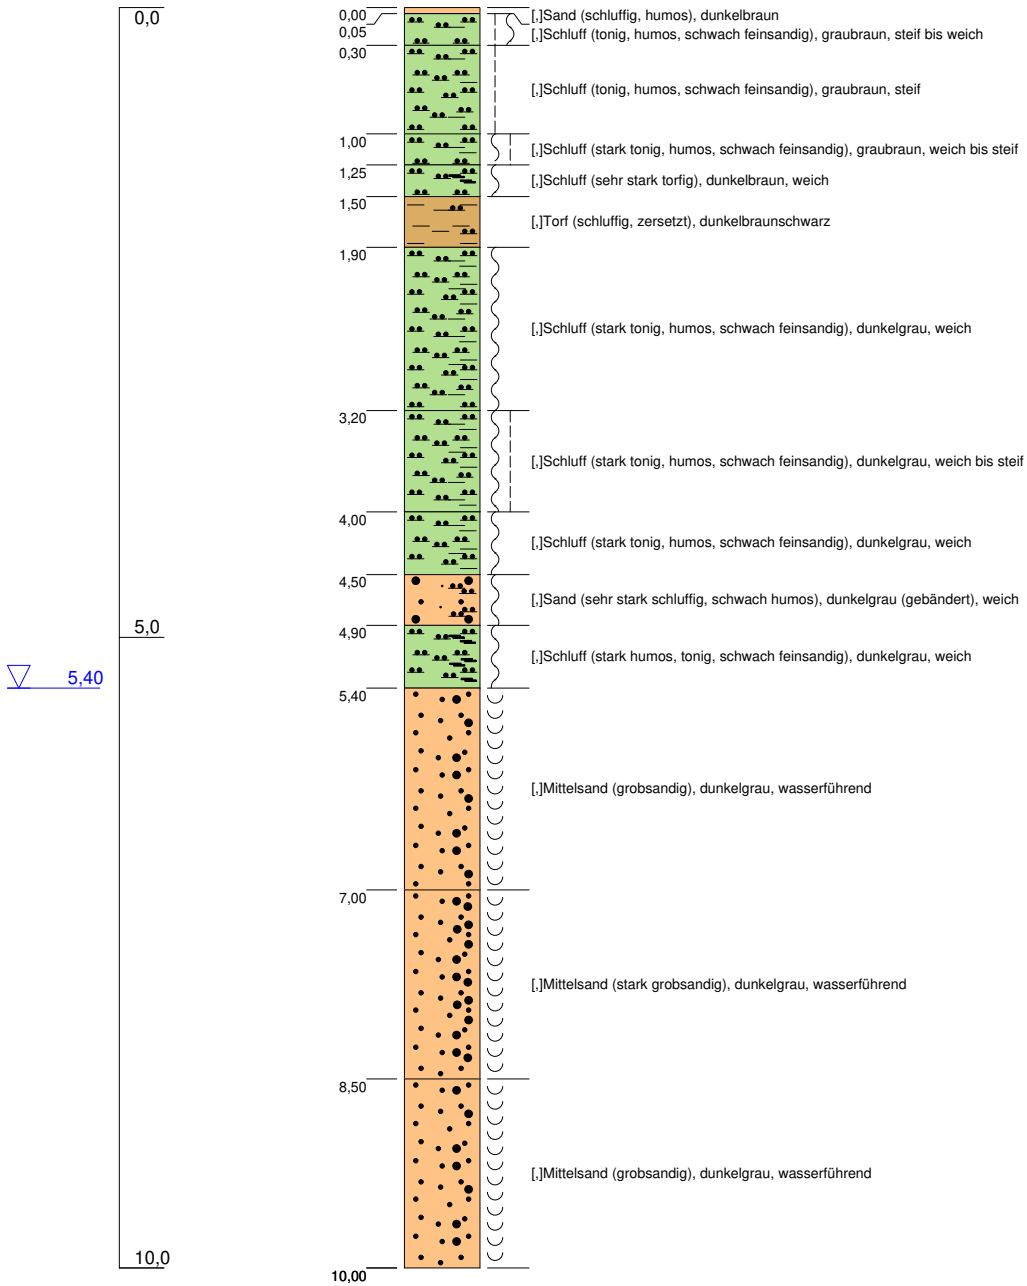 0,0
0,00
[,]Sand (schluffig, humos), dunkelbraun
0,05
[,]Schluff (tonig, humos, schwach feinsandig), graubraun, steif bis weich
0,30
[,]Schluff (tonig, humos, schwach feinsandig), graubraun, steif
1,00
[,]Schluff (stark tonig, humos, schwach feinsandig), graubraun, weich bis steif
1,25
[,]Schluff (sehr stark torfig), dunkelbraun, weich
1,50
[,]Torf (schluffig, zersetzt), dunkelbraunschwarz
1,90
[,]Schluff (stark tonig, humos, schwach feinsandig), dunkelgrau, weich
3,20
[,]Schluff (stark tonig, humos, schwach feinsandig), dunkelgrau, weich bis steif
4,00
[,]Schluff (stark tonig, humos, schwach feinsandig), dunkelgrau, weich
4,50
[,]Sand (sehr stark schluffig, schwach humos), dunkelgrau (gebändert), weich
5,0
4,90
[,]Schluff (stark humos, tonig, schwach feinsandig), dunkelgrau, weich
5,40
5,40
[,]Mittelsand (grobsandig), dunkelgrau, wasserführend
7,00
[,]Mittelsand (stark grobsandig), dunkelgrau, wasserführend
8,50
[,]Mittelsand (grobsandig), dunkelgrau, wasserführend
10,0
10,00